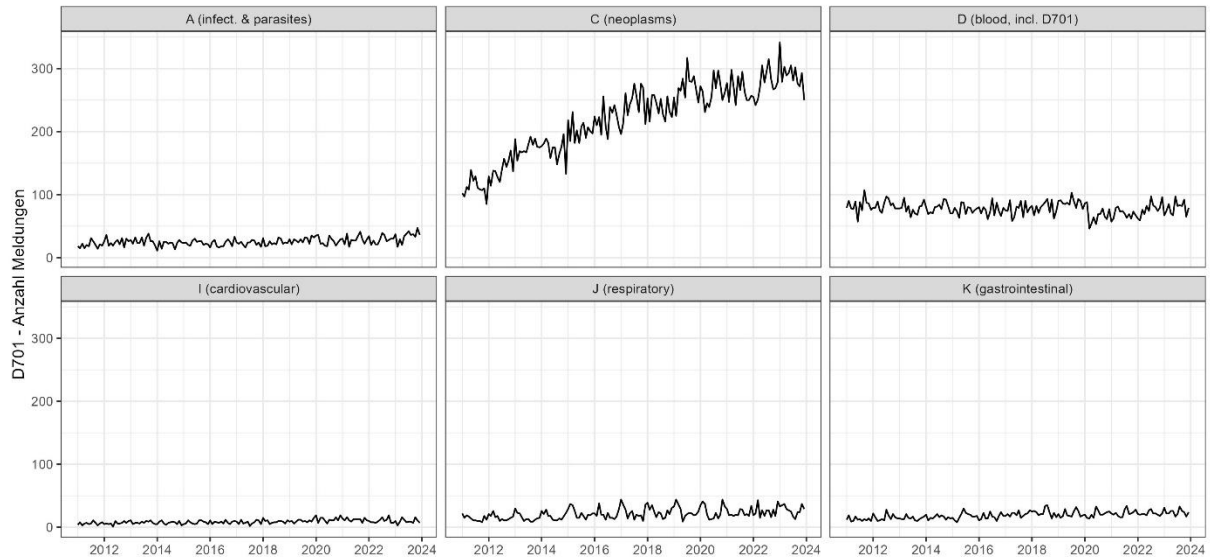 A (infect. & parasites)
C (neoplasms)
D (blood, incl. D701)
300
200
100
0
I (cardiovascular)
J (respiratory)
K (gastrointestinal)
300
200
100
0
D701 - Anzahl Meldungen
2012 2014 2016 2018 2020 2022 2024
2012 2014 2016 2018 2020 2022 2024
2012 2014 2016 2018 2020 2022 2024